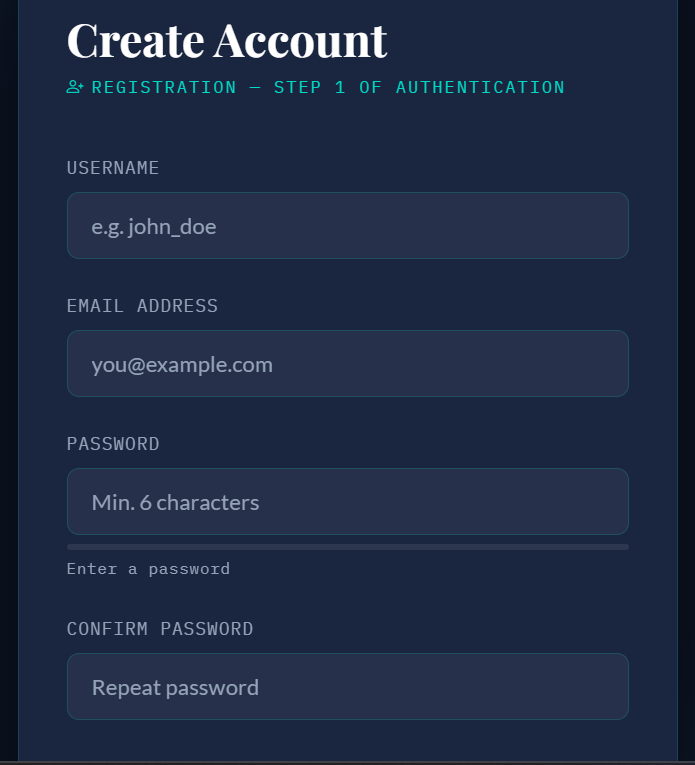 Create Account
REGISTRATION — STEP 1 OF AUTHENTICATION
USERNAME
e.g. john_doe
EMAIL ADDRESS
you@example.com
PASSWORD
Min. 6 characters
Enter a password
CONFIRM PASSWORD
Repeat password